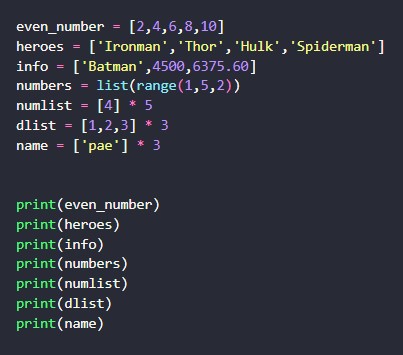 even_number = [2,4,6,8,10]
heroes = ['Ironman','Thor','Hulk','Spiderman']
info = ['Batman',4500,6375.60]
numbers = list(range(1,5,2))
numlist = [4] * 5
dlist = [1,2,3] * 3
name = ['pae'] * 3
print(even_number)
print(heroes)
print(info)
print(numbers)
print(numlist)
print(dlist)
print(name)